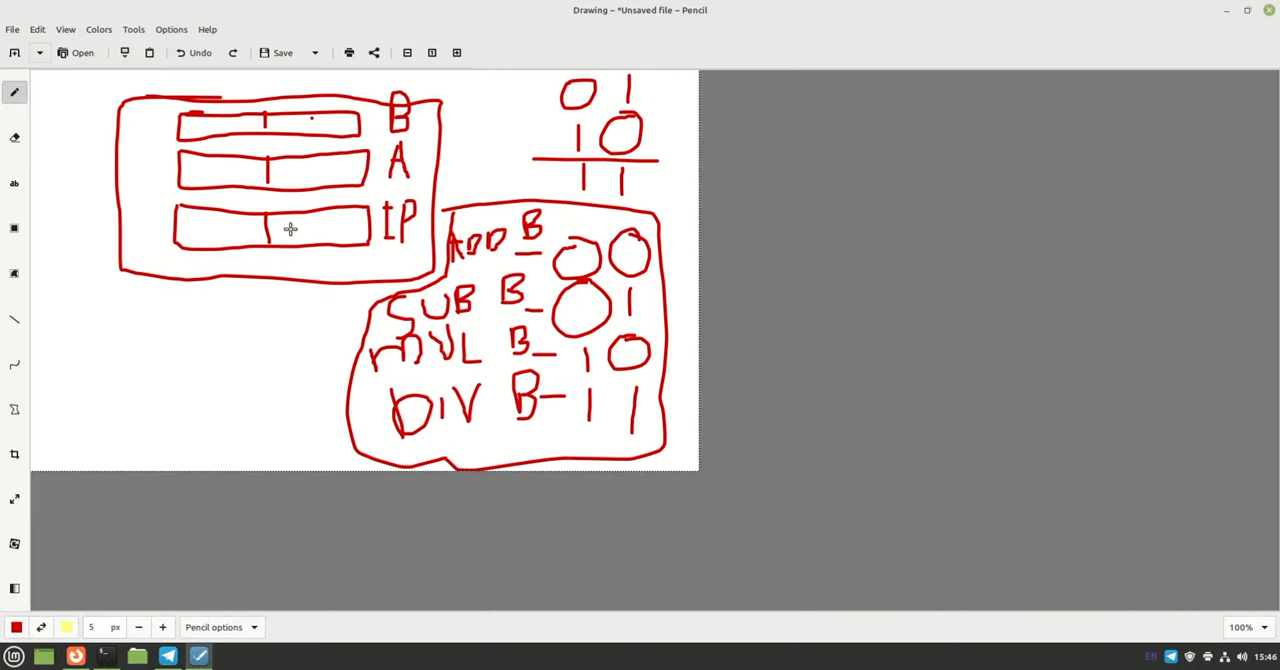 Drawing ~ *Unsaved file ~ Pencil
File Edit View Colors Tools Options Help
Open Undo Save
ab
B
A
IP
0 1
1 0
1 1
ADD B_ 0 0
SUB B_ 0 1
MUL B_ 1 0
DIV B- 1 1
5 px Pencil options 100%
EN 15:46